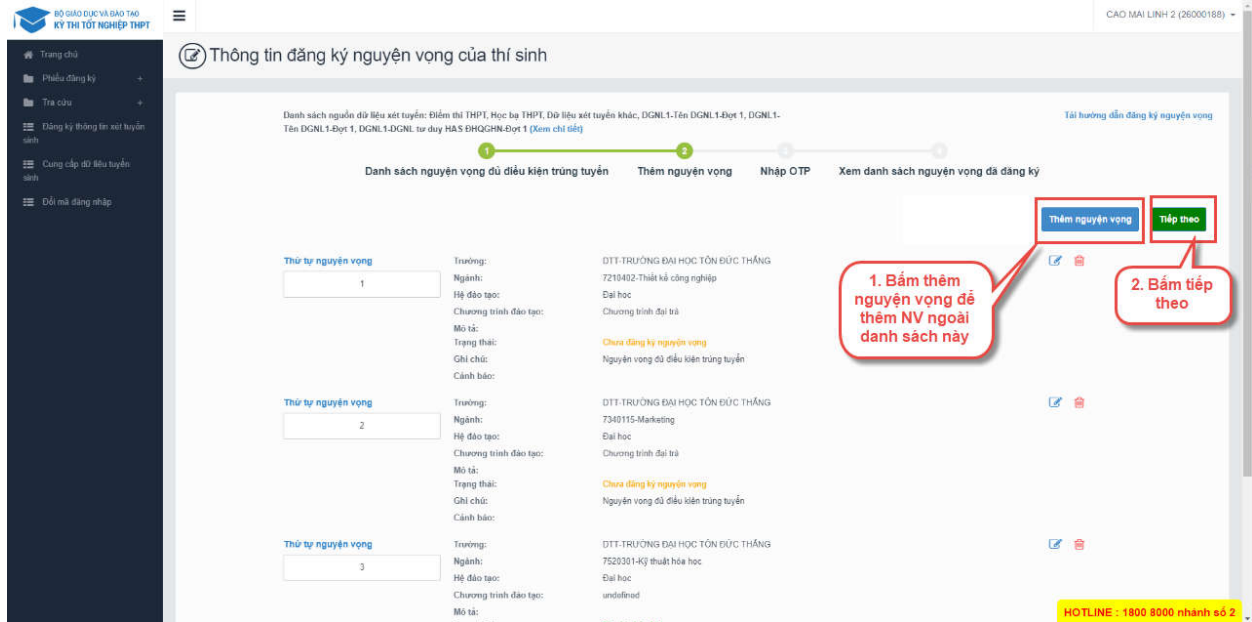 BỘ GIÁO DỤC VÀ ĐÀO TẠO
KỲ THI TỐT NGHIỆP THPT
CAO MAI LINH 2 (26000188)
Trang chủ
Phiếu đăng ký +
Tra cứu +
Đăng ký thông tin xét tuyển
sinh
Cung cấp dữ liệu tuyển
sinh
Đổi mã đăng nhập
Thông tin đăng ký nguyện vọng của thí sinh
Danh sách nguồn dữ liệu xét tuyển: Điểm thi THPT, Học bạ THPT, Dữ liệu xét tuyển khác, DGNL1-Tên DGNL1-Đợt 1, DGNL1-
Tên DGNL1-Đợt 1, DGNL1-DGNL tư duy HAS ĐHQGHN-Đợt 1 (Xem chi tiết)
Tải hướng dẫn đăng ký nguyện vọng
1 2
Danh sách nguyện vọng đủ điều kiện trúng tuyển Thêm nguyện vọng Nhập OTP Xem danh sách nguyện vọng đã đăng ký
Thêm nguyện vọng Tiếp theo
1. Bấm thêm
nguyện vọng để
thêm NV ngoài
danh sách này
2. Bấm tiếp
theo
Thứ tự nguyện vọng
1
Trường: DTT-TRƯỜNG ĐẠI HỌC TÔN ĐỨC THẮNG
Ngành: 7210402-Thiết kế công nghiệp
Hệ đào tạo: Đại học
Chương trình đào tạo: Chương trình đại trà
Mô tả:
Trạng thái: Chưa đăng ký nguyện vọng
Ghi chú: Nguyện vọng đủ điều kiện trúng tuyển
Cảnh báo:
Thứ tự nguyện vọng
2
Trường: DTT-TRƯỜNG ĐẠI HỌC TÔN ĐỨC THẮNG
Ngành: 7340115-Marketing
Hệ đào tạo: Đại học
Chương trình đào tạo: Chương trình đại trà
Mô tả:
Trạng thái: Chưa đăng ký nguyện vọng
Ghi chú: Nguyện vọng đủ điều kiện trúng tuyển
Cảnh báo:
Thứ tự nguyện vọng
3
Trường: DTT-TRƯỜNG ĐẠI HỌC TÔN ĐỨC THẮNG
Ngành: 7520301-Kỹ thuật hóa học
Hệ đào tạo: Đại học
Chương trình đào tạo: undefined
Mô tả:
HOTLINE : 1800 8000 nhánh số 2